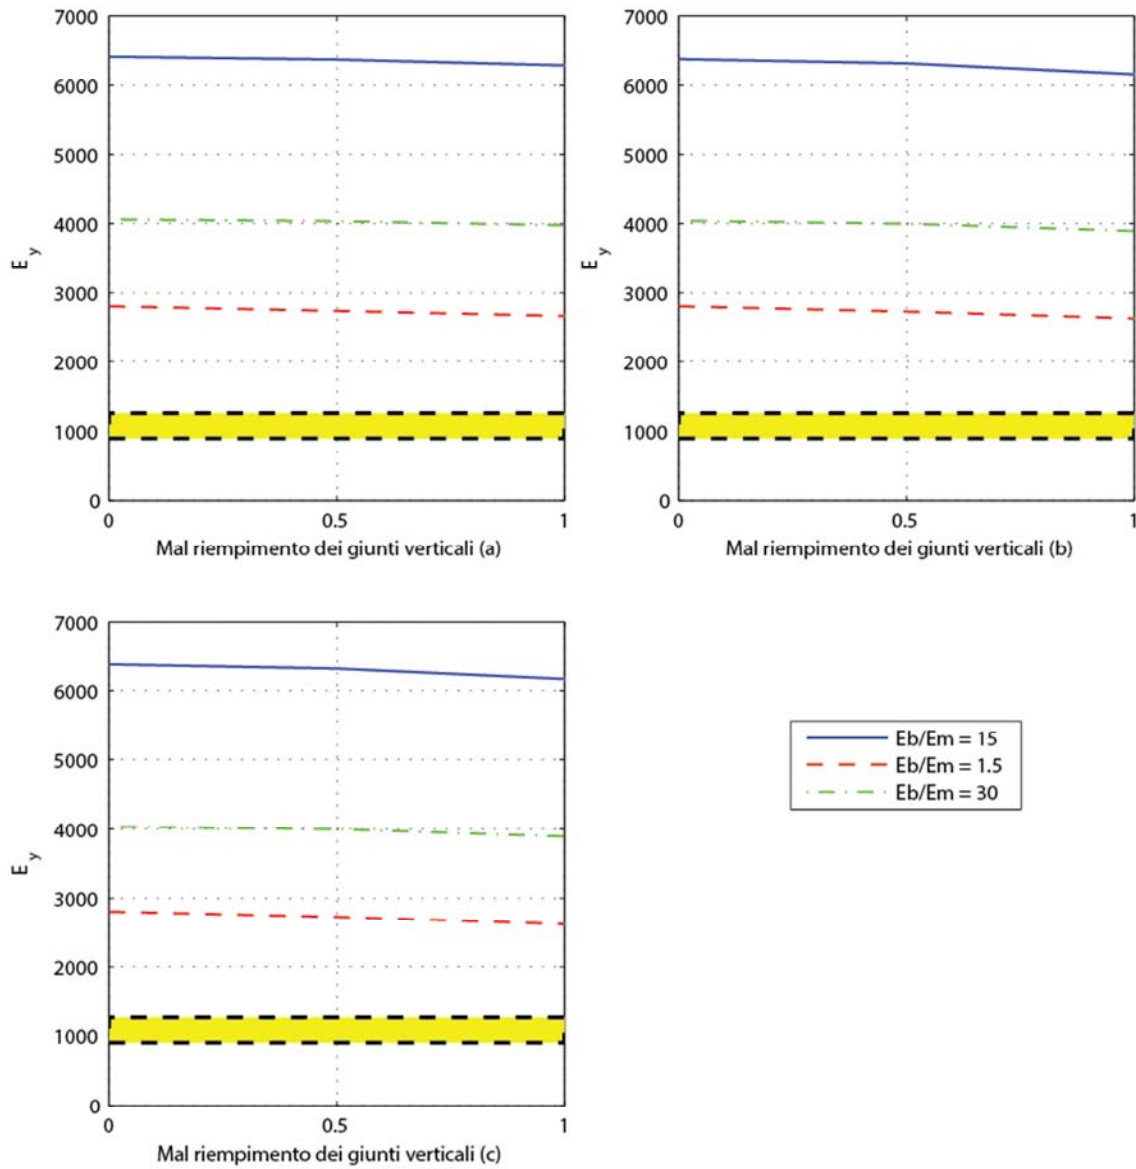 7000
6000
5000
4000
3000
2000
1000
0
E y
0 0.5 1
Mal riempimento dei giunti verticali (a)
7000
6000
5000
4000
3000
2000
1000
0
E y
0 0.5 1
Mal riempimento dei giunti verticali (b)
7000
6000
5000
4000
3000
2000
1000
0
E y
0 0.5 1
Mal riempimento dei giunti verticali (c)
Eb/Em = 15
Eb/Em = 1.5
Eb/Em = 30